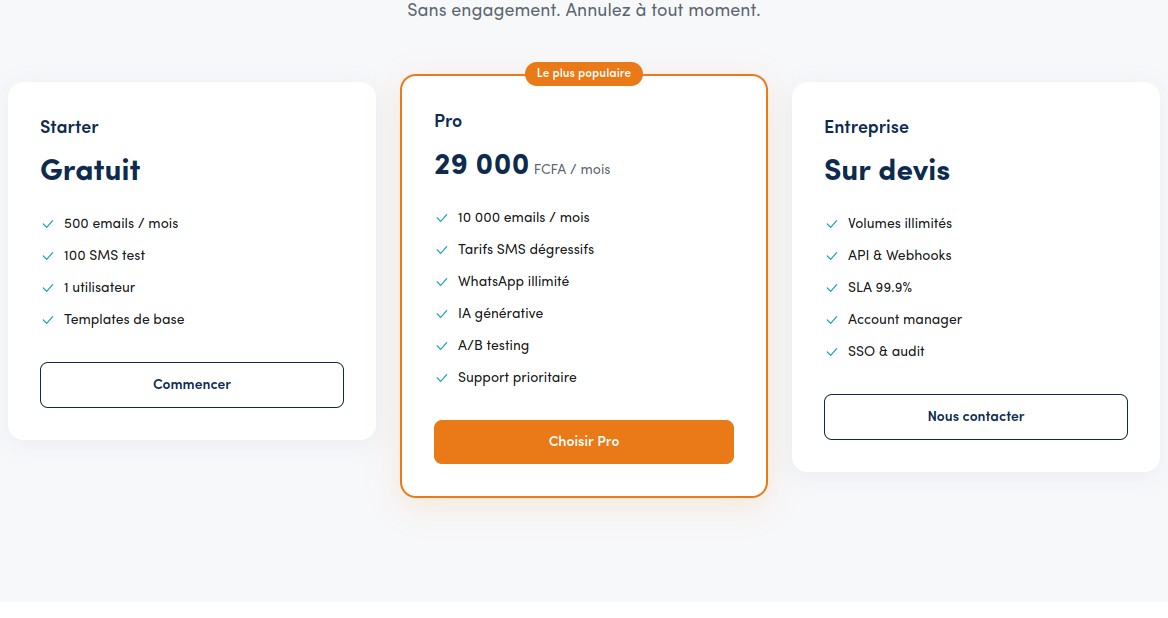 Sans engagement. Annulez à tout moment.
Starter
Gratuit
500 emails / mois
100 SMS test
1 utilisateur
Templates de base
Commencer
Le plus populaire
Pro
29 000 FCFA / mois
10 000 emails / mois
Tarifs SMS dégressifs
WhatsApp illimité
IA générative
A/B testing
Support prioritaire
Choisir Pro
Entreprise
Sur devis
Volumes illimités
API & Webhooks
SLA 99.9%
Account manager
SSO & audit
Nous contacter